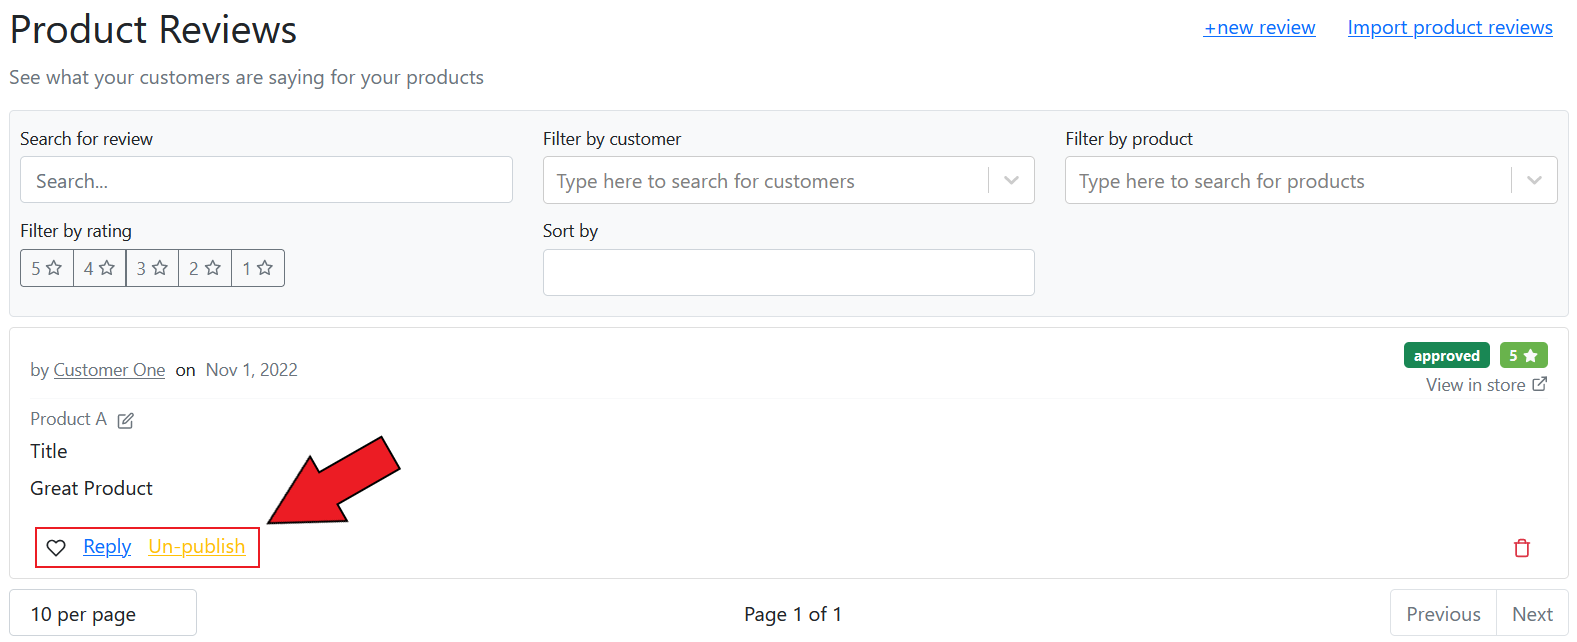 Product Reviews
+new review Import product reviews
See what your customers are saying for your products
Search for review Filter by customer Filter by product
Search... Type here to search for customers Type here to search for products
Filter by rating Sort by
5 4 3 2 1
by Customer One on Nov 1, 2022
approved 5
View in store
Product A
Title
Great Product
Reply Un-publish
10 per page Page 1 of 1 Previous Next